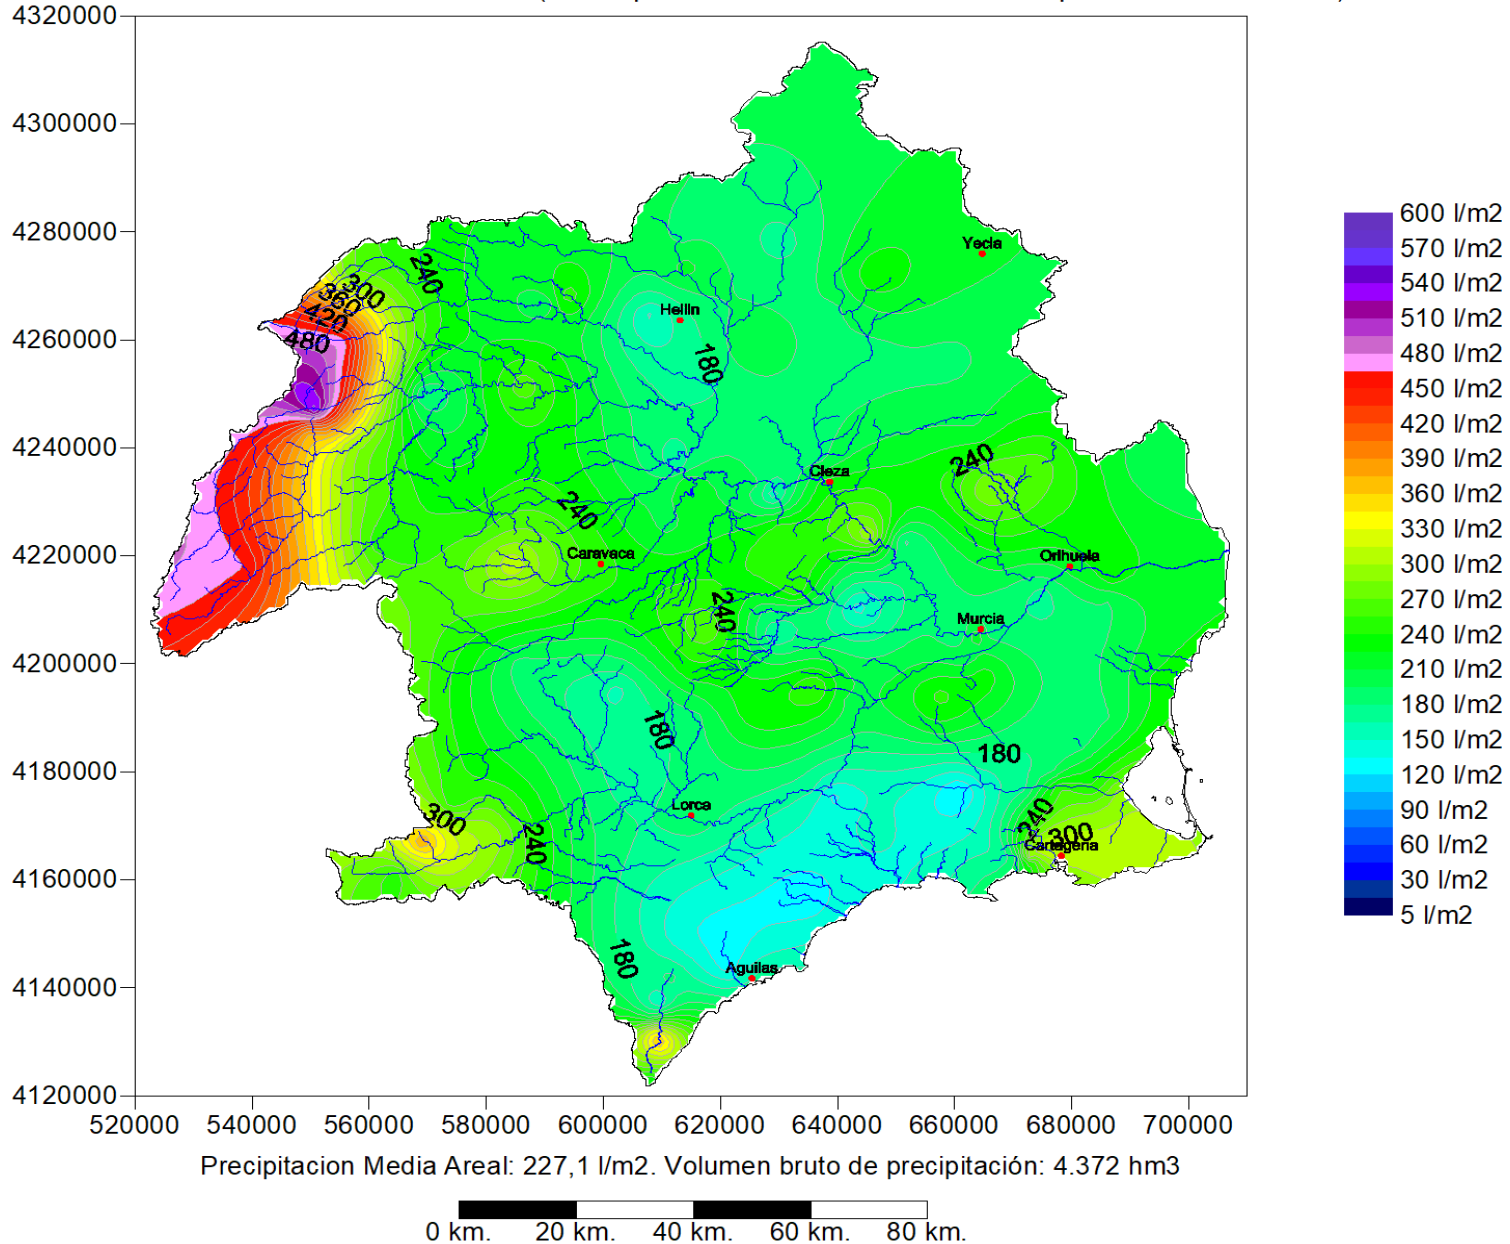 4320000
4300000
4280000
4260000
4240000
4220000
4200000
4180000
4160000
4140000
4120000
520000 540000 560000 580000 600000 620000 640000 660000 680000 700000
Yecla
240
300
360
420
480
Hellin
180
Cieza
240
240
Caravaca
Orihuela
240
Murcia
180
180
Lorca
300
240
240
300
Cartagena
180
Aguilas
600 l/m2
570 l/m2
540 l/m2
510 l/m2
480 l/m2
450 l/m2
420 l/m2
390 l/m2
360 l/m2
330 l/m2
300 l/m2
270 l/m2
240 l/m2
210 l/m2
180 l/m2
150 l/m2
120 l/m2
90 l/m2
60 l/m2
30 l/m2
5 l/m2
Precipitacion Media Areal: 227,1 l/m2. Volumen bruto de precipitación: 4.372 hm3
0 km. 20 km. 40 km. 60 km. 80 km.